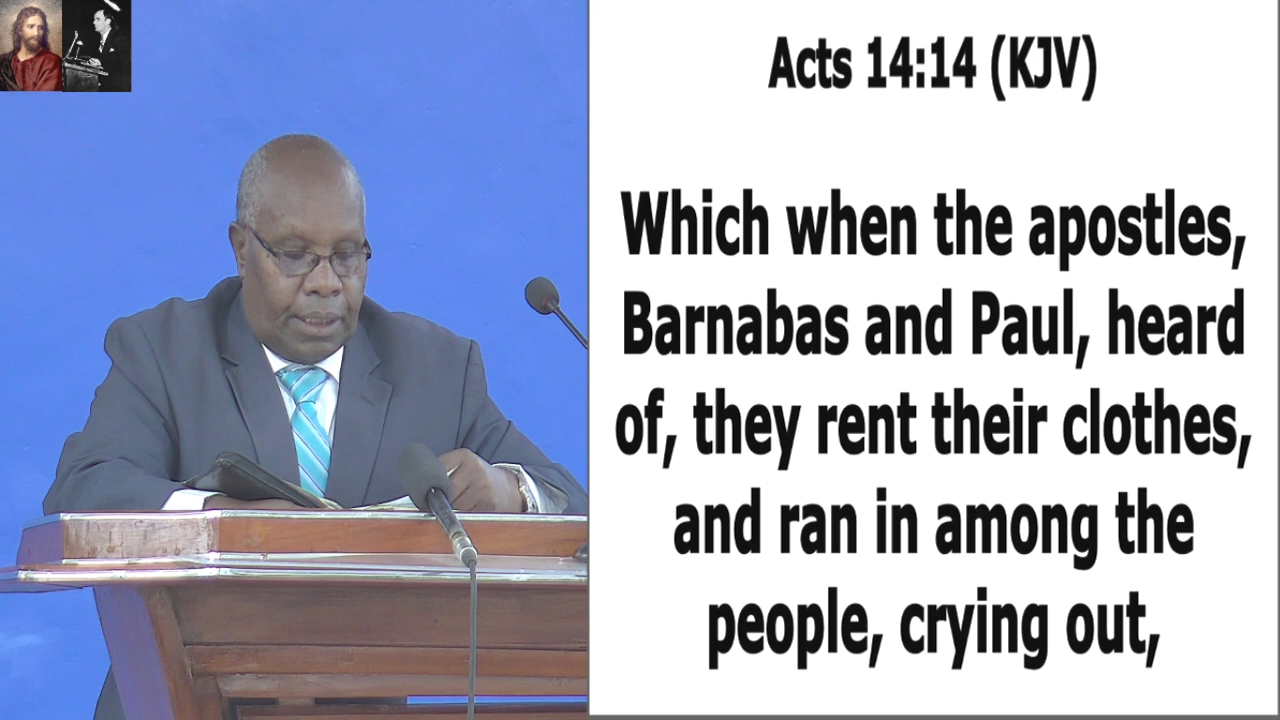 Acts 14:14 (KJV)
Which when the apostles,
Barnabas and Paul, heard
of, they rent their clothes,
and ran in among the
people, crying out,